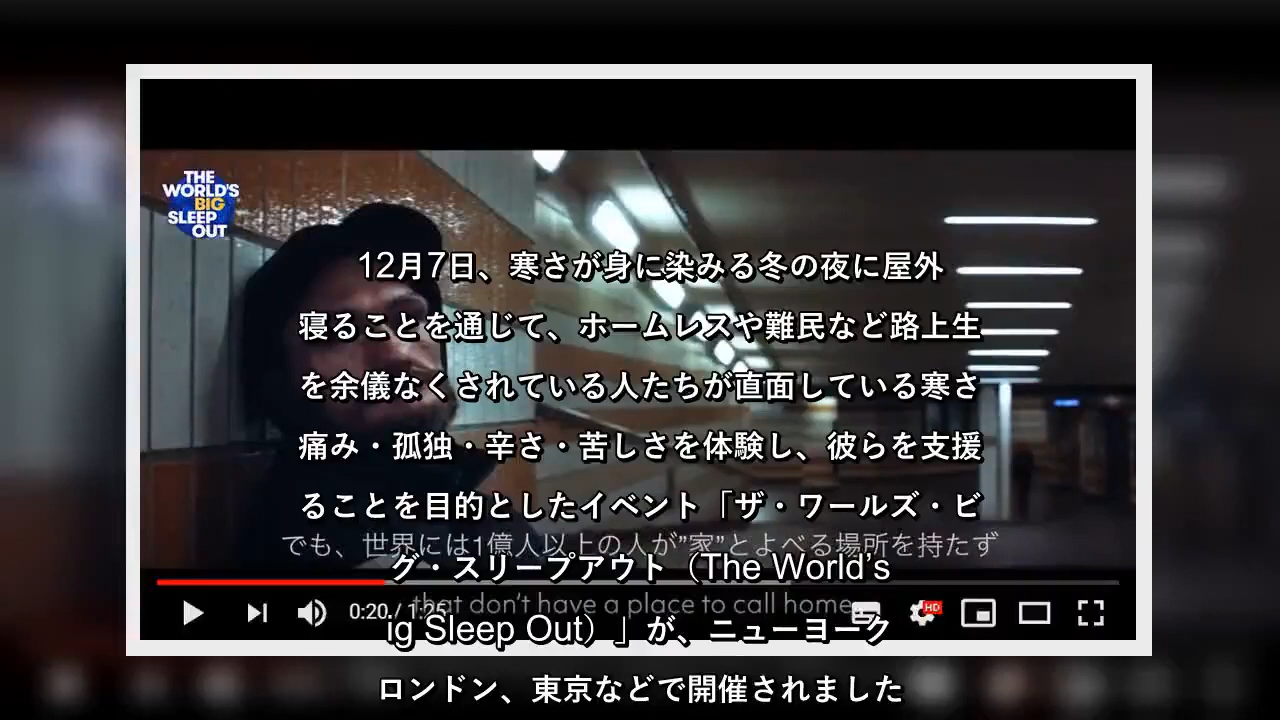 THE
WORLD'S
BIG
SLEEP
OUT
12月7日、寒さが身に染みる冬の夜に屋外
寝ることを通じて、ホームレスや難民など路上生
を余儀なくされている人たちが直面している寒さ
痛み・孤独・辛さ・苦しさを体験し、彼らを支援
ることを目的としたイベント「ザ・ワールズ・ビ
でも、世界には1億人以上の人が”家”とよべる場所を持たず
グ・スリープアウト（The World’s
that don't have a place to call home
0:20 / 1:25
HD
ig Sleep Out）」が、ニューヨーク
ロンドン、東京などで開催されました